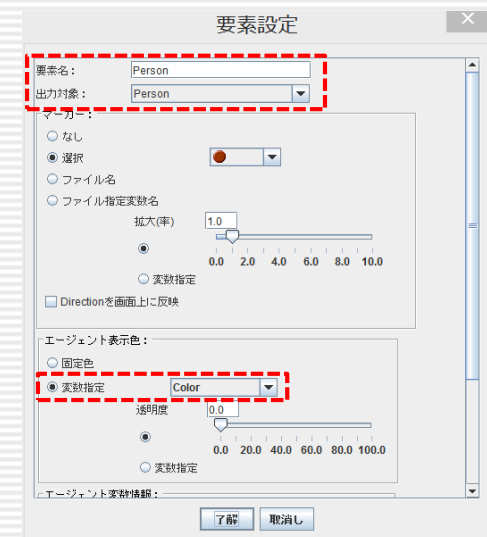 要素設定
要素名： Person
出力対象： Person
マーカー：
なし
選択
ファイル名
ファイル指定変数名
拡大(率) 1.0
0.0 2.0 4.0 6.0 8.0 10.0
変数指定
Directionを画面上に反映
エージェント表示色：
固定色
変数指定 Color
透明度 0.0
0.0 20.0 40.0 60.0 80.0 100.0
変数指定
エージェント変数情報：
了解 取消し